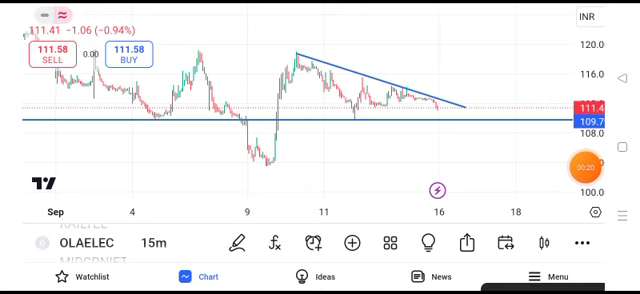 INR
111.41 −1.06 (−0.94%)
111.58
SELL
0.00
111.58
BUY
120.0
116.0
111.4
109.7
108.0
100.0
00:20
Sep
4
9
11
16
18
OLAELEC
15m
Watchlist
Chart
Ideas
News
Menu